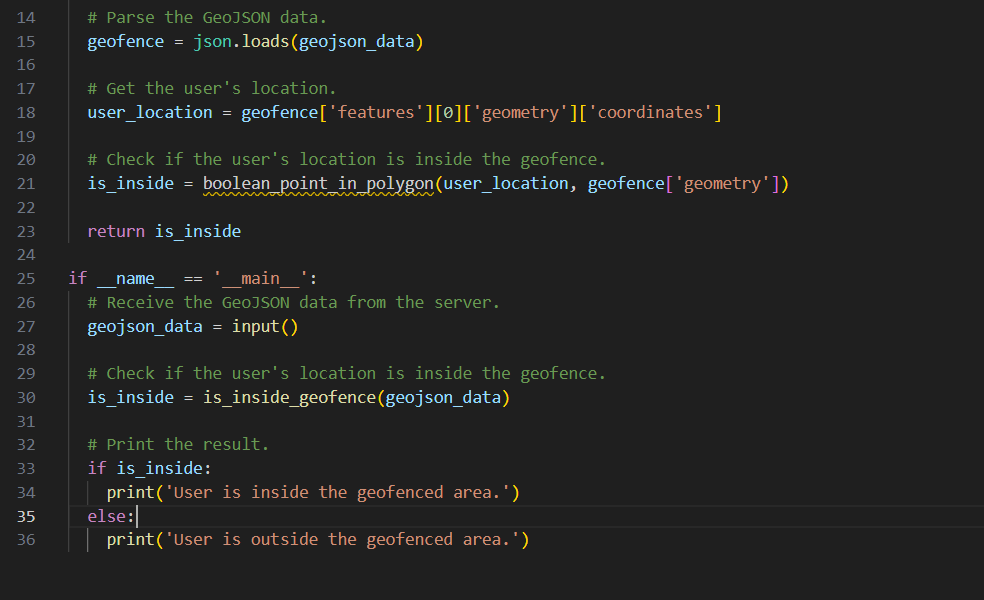 14 # Parse the GeoJSON data.
15 geofence = json.loads(geojson_data)
16
17 # Get the user's location.
18 user_location = geofence['features'][0]['geometry']['coordinates']
19
20 # Check if the user's location is inside the geofence.
21 is_inside = boolean_point_in_polygon(user_location, geofence['geometry'])
22
23 return is_inside
24
25 if __name__ == '__main__':
26 # Receive the GeoJSON data from the server.
27 geojson_data = input()
28
29 # Check if the user's location is inside the geofence.
30 is_inside = is_inside_geofence(geojson_data)
31
32 # Print the result.
33 if is_inside:
34 print('User is inside the geofenced area.')
35 else:
36 print('User is outside the geofenced area.')